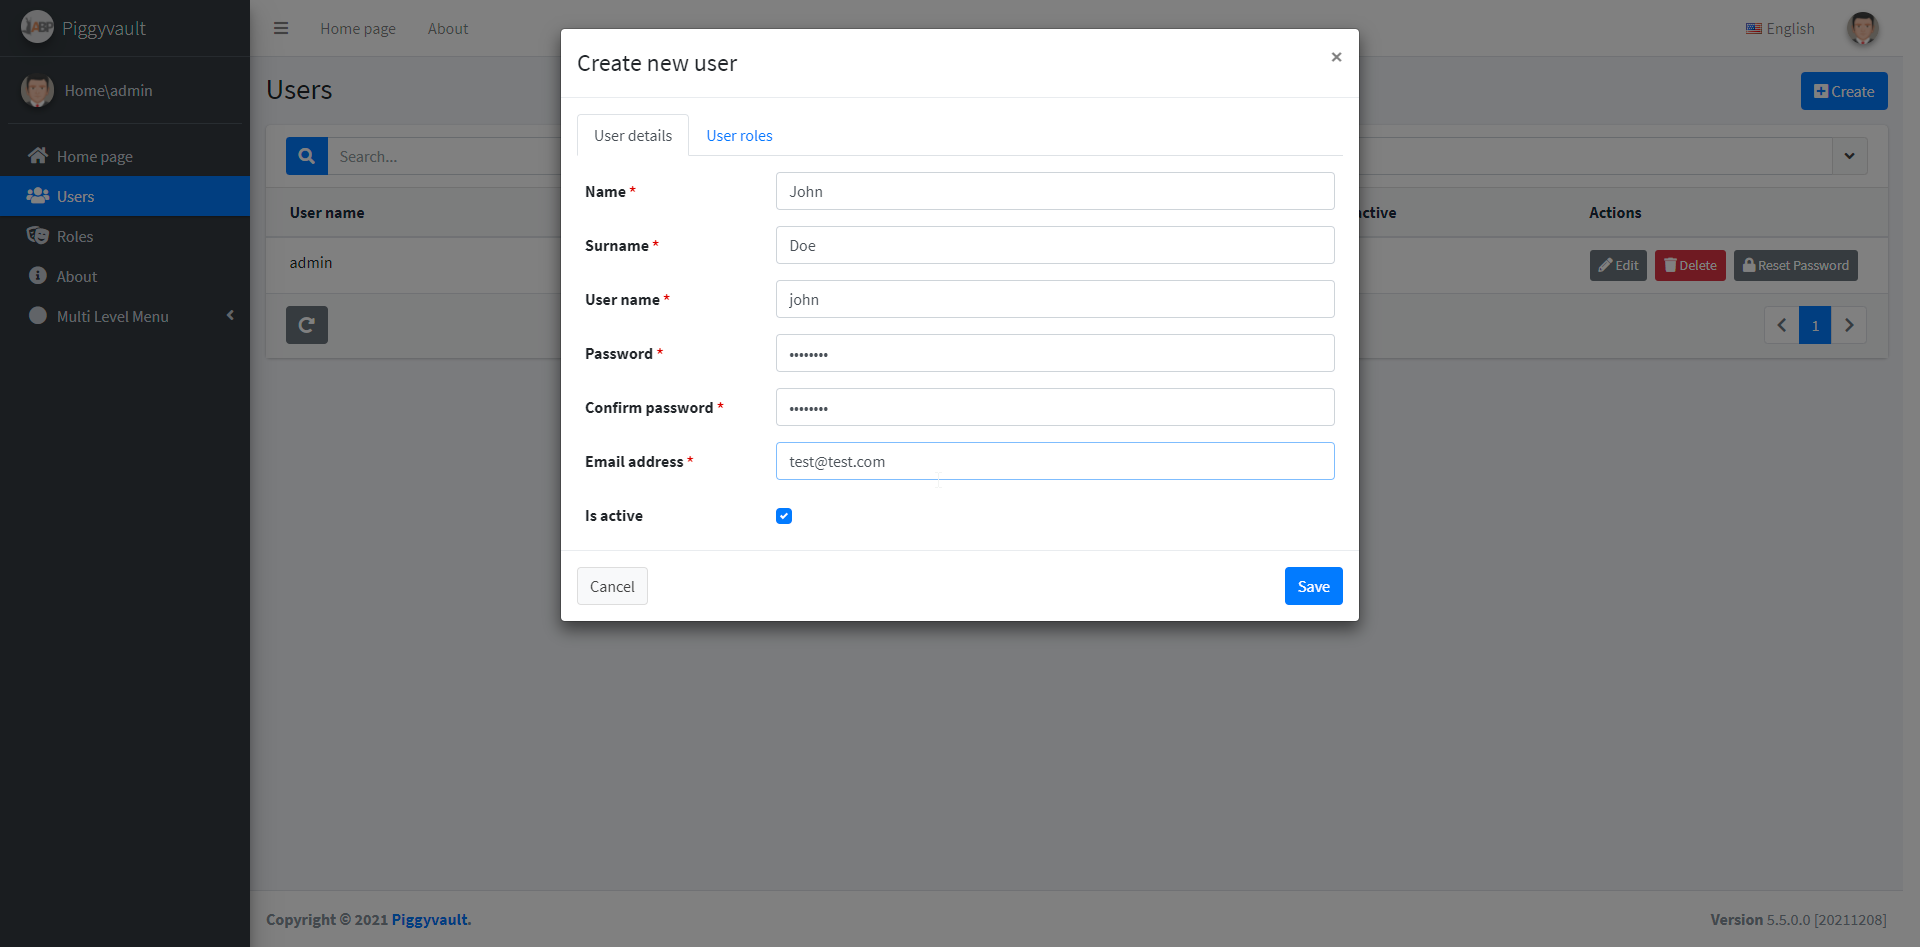 ABP Piggyvault
Home page About
English
Home\admin
Home page
Users
Roles
About
Multi Level Menu
Users
Create
Search...
User name
Actions
admin
Edit Delete Reset Password
1
Create new user
×
User details User roles
Name * John
Surname * Doe
User name * john
Password * ••••••••
Confirm password * ••••••••
Email address * test@test.com
Is active
Cancel Save
Copyright © 2021 Piggyvault.
Version 5.5.0.0 [20211208]